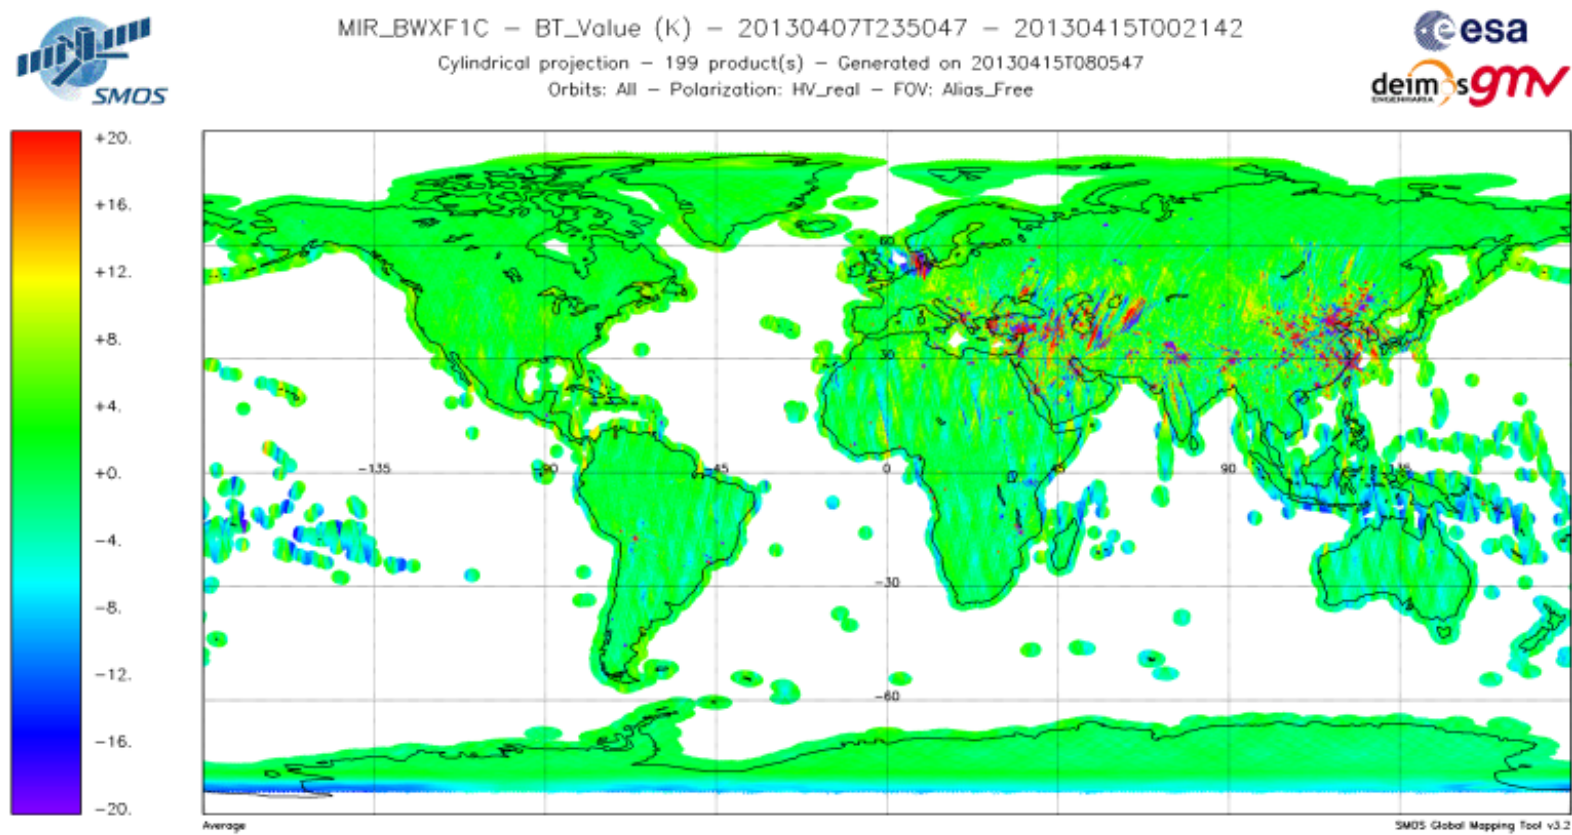 MIR_BWXF1C – BT_Value (K) – 20130407T235047 – 20130415T002142
Cylindrical projection – 199 product(s) – Generated on 20130415T080547
Orbits: All – Polarization: HV_real – FOV: Alias_Free
SMOS
esa
deimos
ENGENHARIA
gmv
+20.
+16.
+12.
+8.
+4.
+0.
−4.
−8.
−12.
−16.
−20.
60
30
−135
−90
−45
0
45
90
135
−30
−60
Average
SMOS Global Mapping Tool v3.2